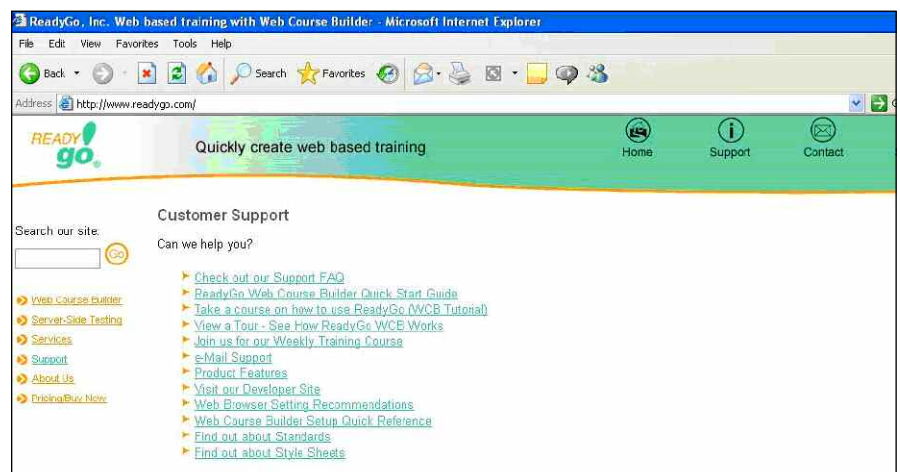 ReadyGo, Inc. Web based training with Web Course Builder - Microsoft Internet Explorer
File Edit View Favorites Tools Help
Back Search Favorites
Address http://www.readygo.com/
READY go.
Quickly create web based training
Home Support Contact
Customer Support
Search our site:
Can we help you?
Go
Check out our Support FAQ
ReadyGo Web Course Builder Quick Start Guide
Take a course on how to use ReadyGo (WCB Tutorial)
View a Tour - See How ReadyGo WCB Works
Join us for our Weekly Training Course
e-Mail Support
Product Features
Visit our Developer Site
Web Browser Setting Recommendations
Web Course Builder Setup Quick Reference
Find out about Standards
Find out about Style Sheets
Web Course Builder
Server-Side Testing
Services
Support
About Us
Pricing/Buy Now